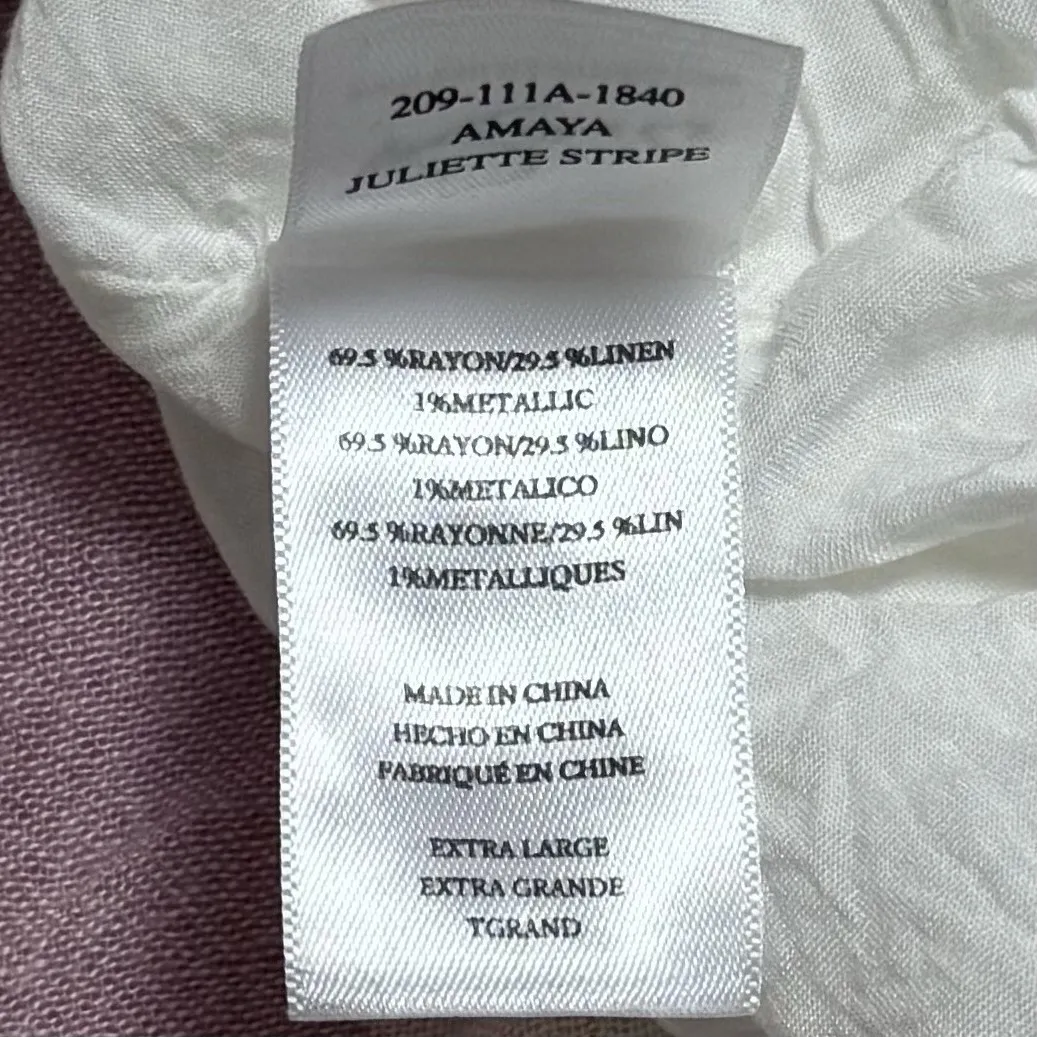 209-111A-1840
AMAYA
JULIETTE STRIPE
69.5 %RAYON/29.5 %LINEN
1%METALLIC
69.5 %RAYON/29.5 %LINO
1%METALICO
69.5 %RAYONNE/29.5 %LIN
1%METALLIQUES
MADE IN CHINA
HECHO EN CHINA
FABRIQUÉ EN CHINE
EXTRA LARGE
EXTRA GRANDE
TGRAND